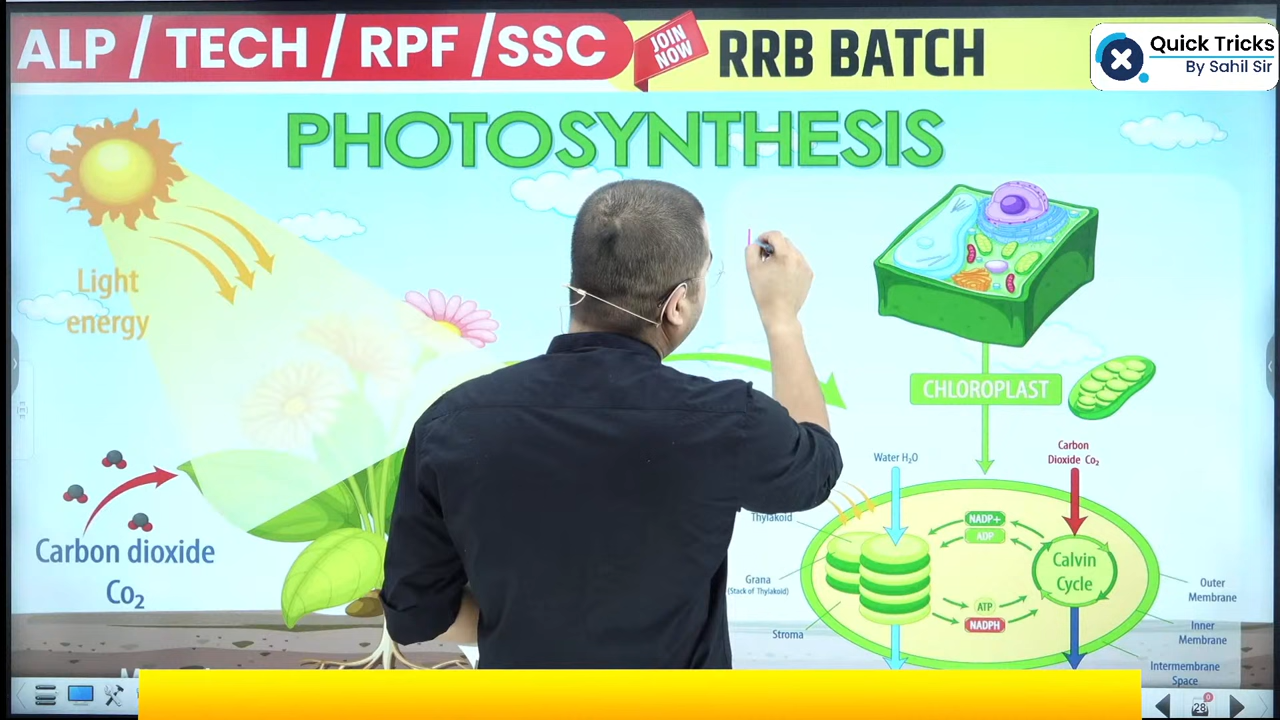 ALP / TECH / RPF / SSC
JOIN
NOW
RRB BATCH
Quick Tricks
By Sahil Sir
PHOTOSYNTHESIS
Light
energy
CHLOROPLAST
Water H₂O
Carbon
Dioxide Co₂
Thylakoid
NADP+
ADP
Calvin
Cycle
Grana
(Stack of Thylakoid)
ATP
NADPH
Stroma
Outer
Membrane
Inner
Membrane
Intermembrane
Space
Carbon dioxide
Co₂
28
0